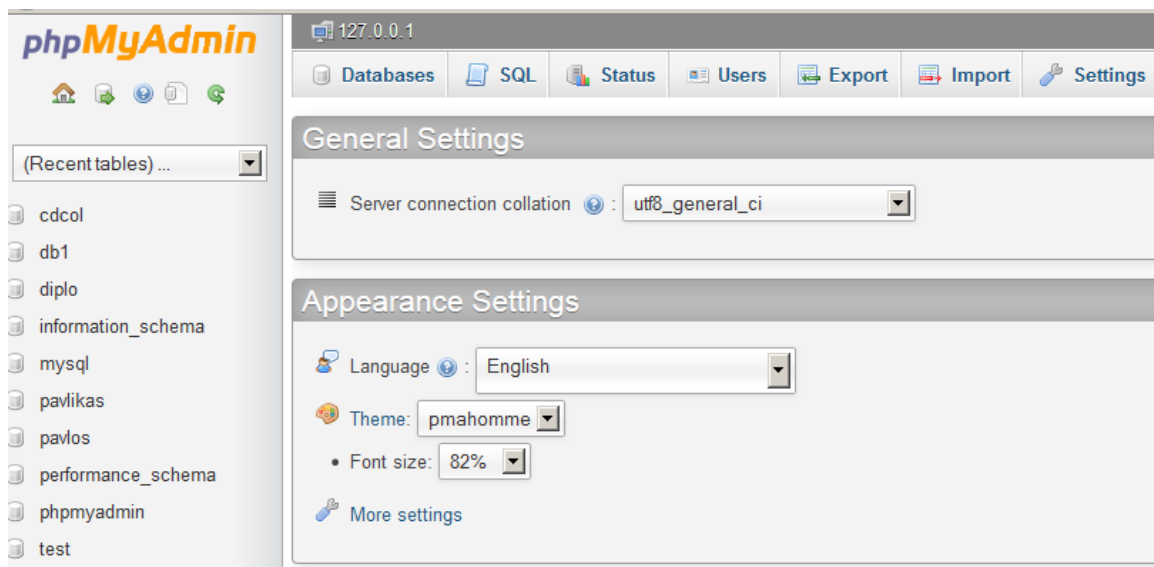 phpMyAdmin
(Recent tables) ...
cdcol
db1
diplo
information_schema
mysql
pavlikas
pavlos
performance_schema
phpmyadmin
test
127.0.0.1
Databases SQL Status Users Export Import Settings
General Settings
Server connection collation : utf8_general_ci
Appearance Settings
Language : English
Theme: pmahomme
• Font size: 82%
More settings